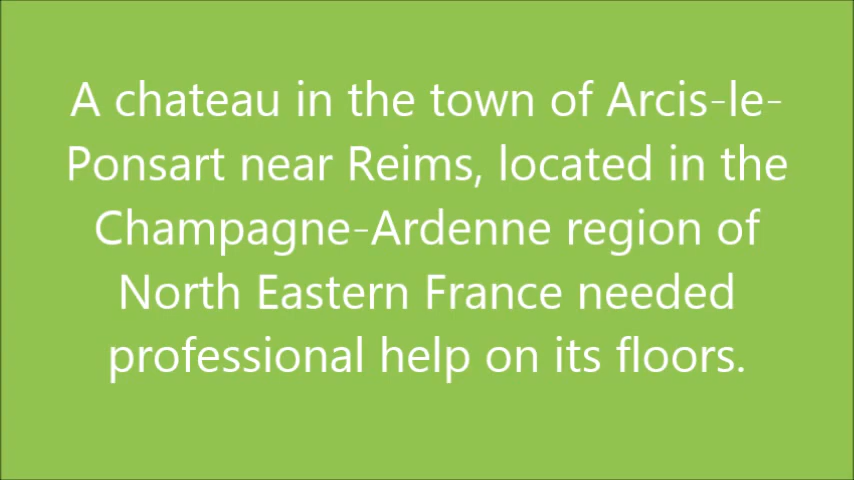 A chateau in the town of Arcis-le-
Ponsart near Reims, located in the
Champagne-Ardenne region of
North Eastern France needed
professional help on its floors.